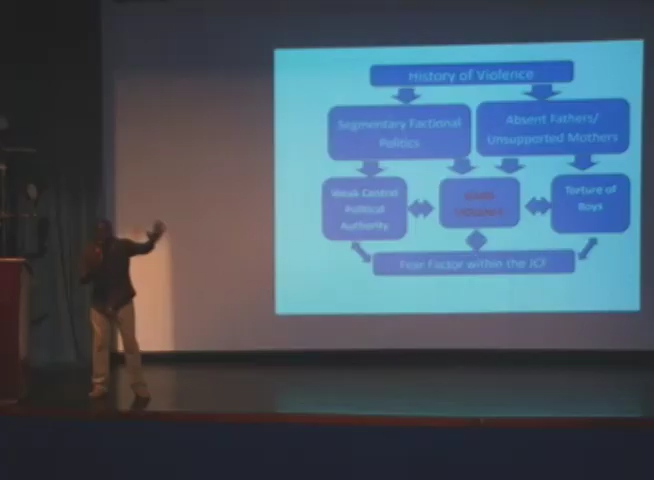 History of Violence
Segmentary Factional
Politics
Absent Fathers/
Unsupported Mothers
Weak Central
Political
Authority
Torture of
Boys
Fear Factor within the JCF